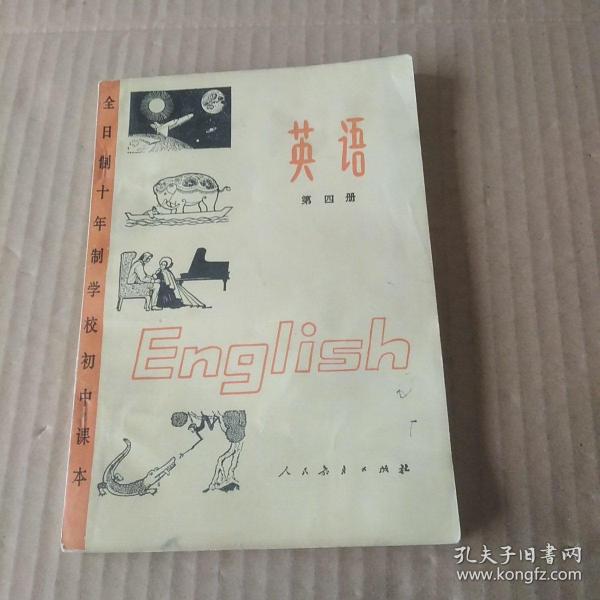 全日制十年制学校初中课本
英语
第四册
English
人民教育出版社
孔夫子旧书网
www.kongfz.com